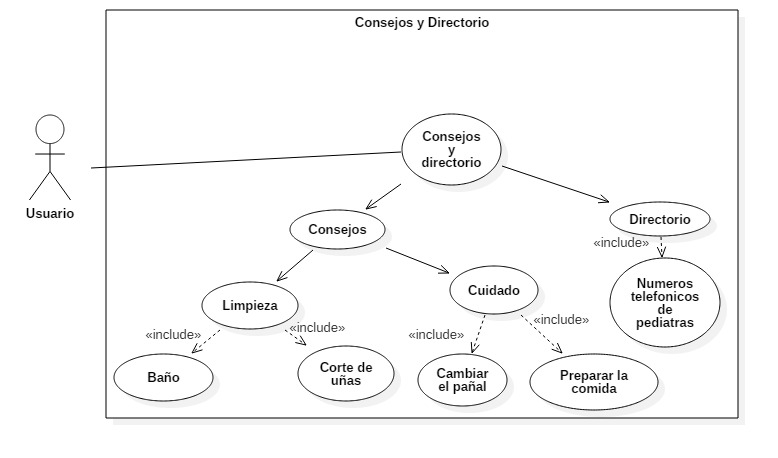 Consejos y Directorio
Consejos
y
directorio
Usuario
Consejos
Directorio
«include»
Limpieza
Cuidado
Numeros
telefonicos
de
pediatras
«include»
«include»
«include»
«include»
Baño
Corte de
uñas
Cambiar
el pañal
Preparar la
comida